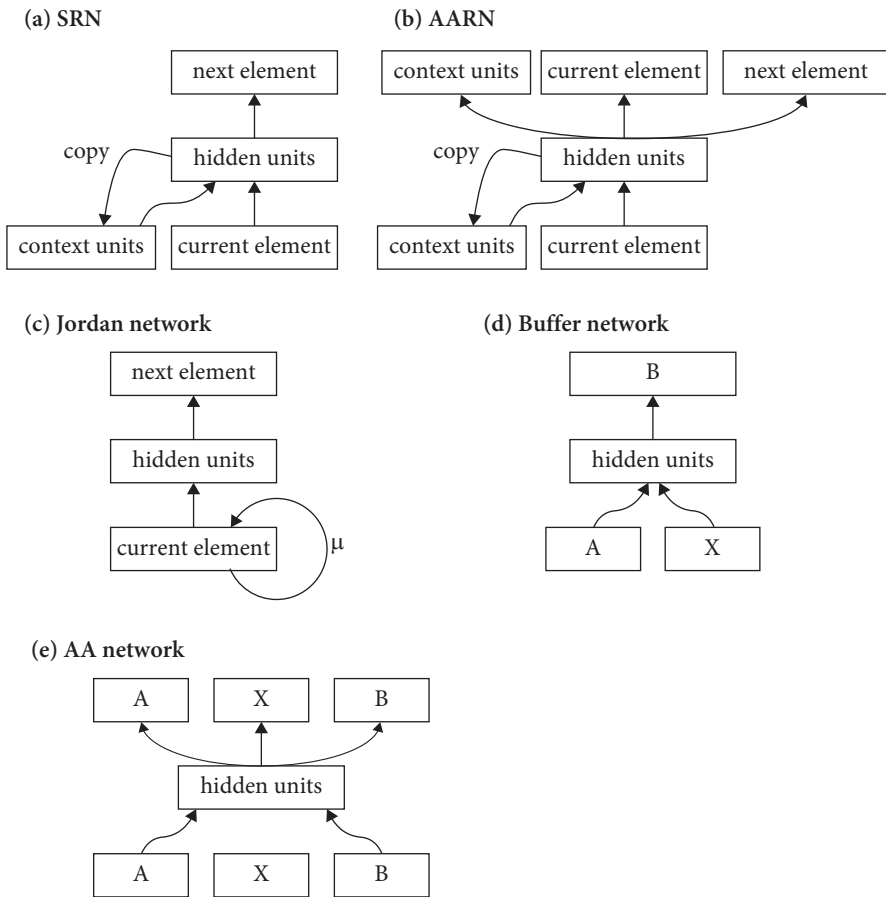 (a) SRN
next element
copy
hidden units
context units
current element
(b) AARN
context units
current element
next element
copy
hidden units
context units
current element
(c) Jordan network
next element
hidden units
current element
μ
(d) Buffer network
B
hidden units
A
X
(e) AA network
A
X
B
hidden units
A
X
B